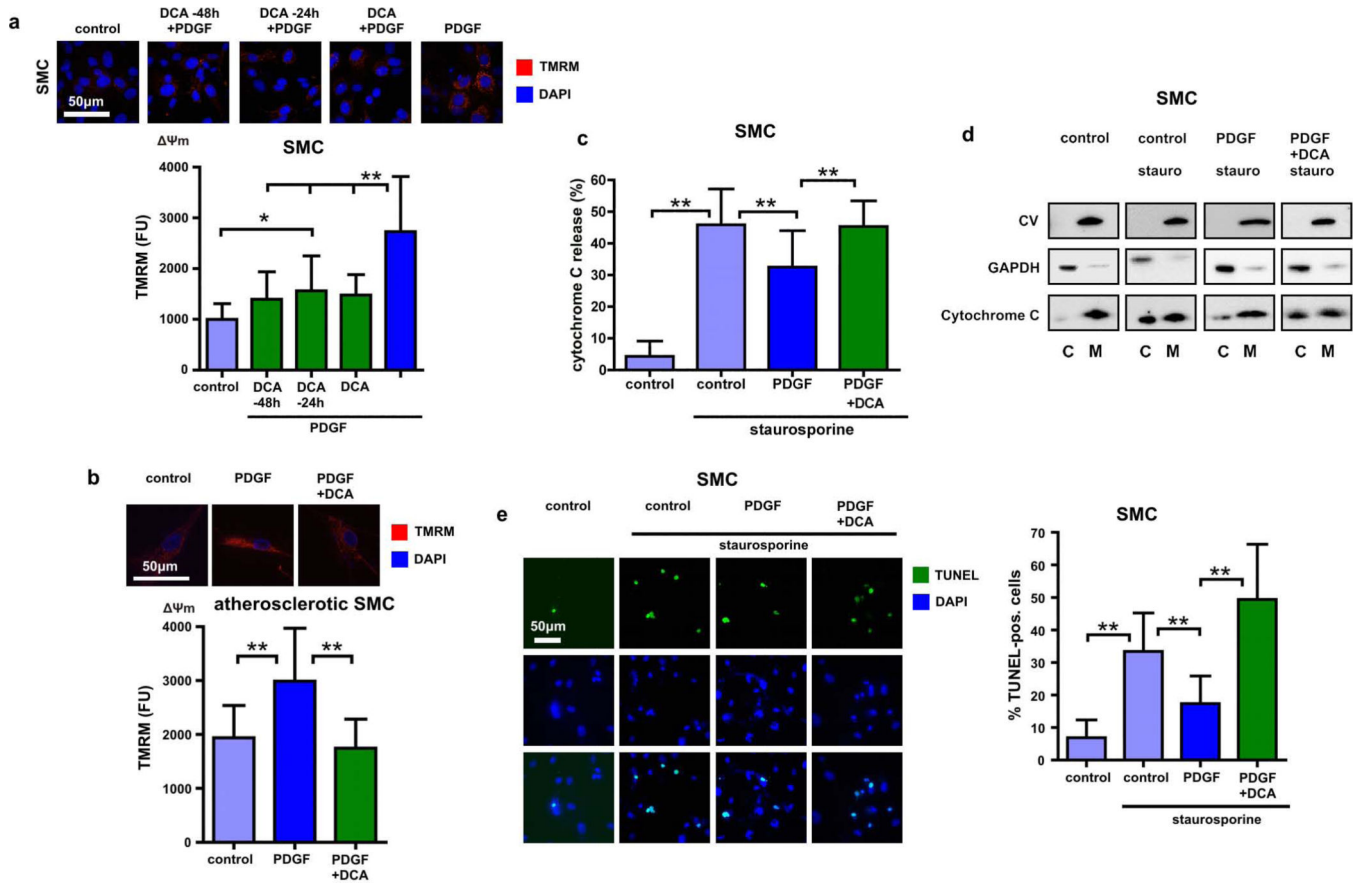 a
control
DCA -48h
+PDGF
DCA -24h
+PDGF
DCA
+PDGF
PDGF
SMC
50µm
TMRM
DAPI
ΔΨm
SMC
TMRM (FU)
4000
3000
2000
1000
0
*
**
control
DCA
-48h
DCA
-24h
DCA
PDGF
b
control
PDGF
PDGF
+DCA
50µm
TMRM
DAPI
ΔΨm
atherosclerotic SMC
TMRM (FU)
4000
3000
2000
1000
0
**
**
control
PDGF
PDGF
+DCA
c
SMC
cytochrome C release (%)
60
50
40
30
20
10
0
**
**
**
control
control
PDGF
PDGF
+DCA
staurosporine
d
SMC
control
control
stauro
PDGF
stauro
PDGF
+DCA
stauro
CV
GAPDH
Cytochrome C
C M
C M
C M
C M
e
SMC
control
control
PDGF
PDGF
+DCA
staurosporine
50µm
TUNEL
DAPI
SMC
% TUNEL-pos. cells
70
60
50
40
30
20
10
0
**
**
**
control
control
PDGF
PDGF
+DCA
staurosporine